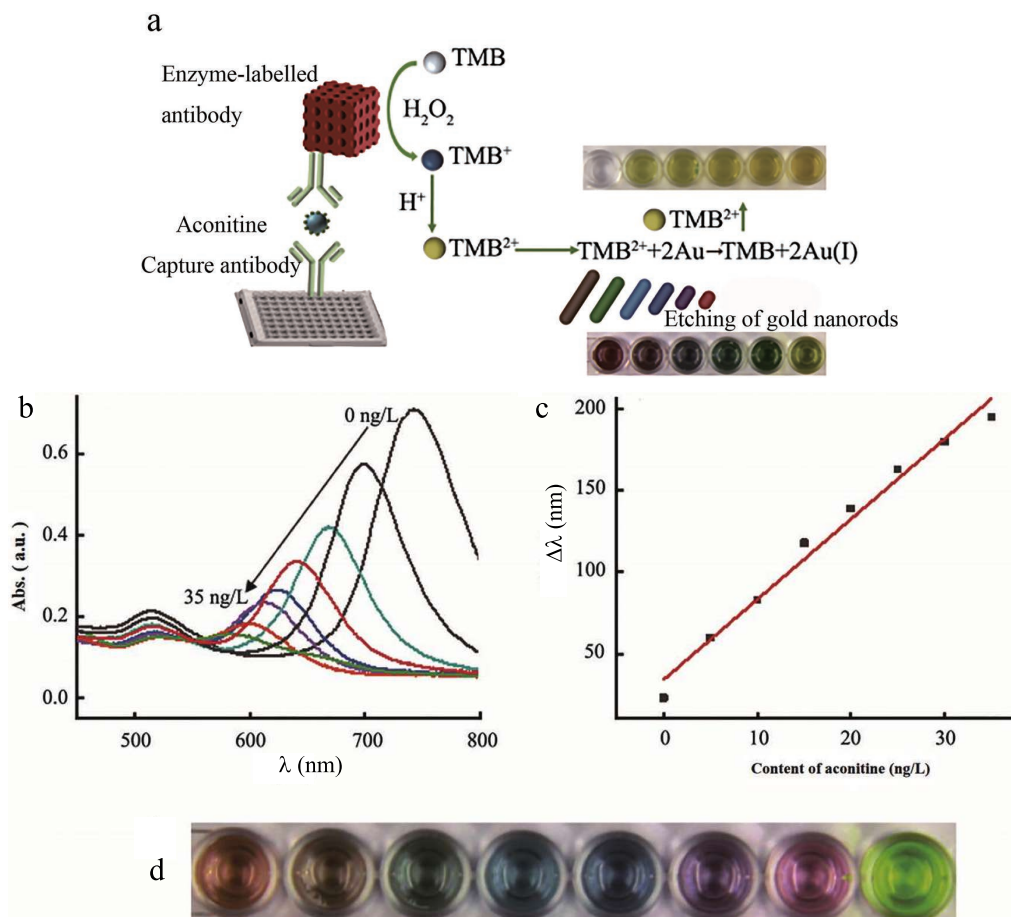 a
TMB
Enzyme-labelled
antibody
H₂O₂
TMB⁺
H⁺
Aconitine
TMB²⁺
TMB²⁺
Capture antibody
TMB²⁺+2Au→TMB+2Au(I)
Etching of gold nanorods
b
0 ng/L
35 ng/L
Abs. ( a.u. )
0.6
0.4
0.2
0.0
500
600
700
800
λ (nm)
c
Δλ (nm)
200
150
100
50
0
10
20
30
Content of aconitine (ng/L)
d